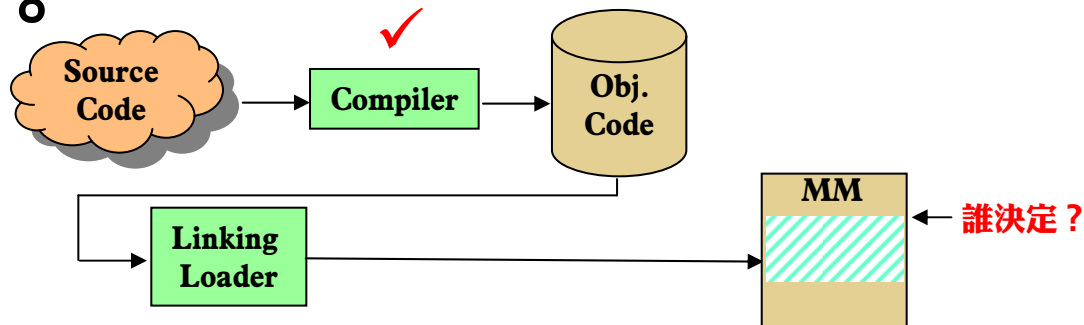 Source
Code
Compiler
Obj.
Code
Linking
Loader
MM
誰決定？